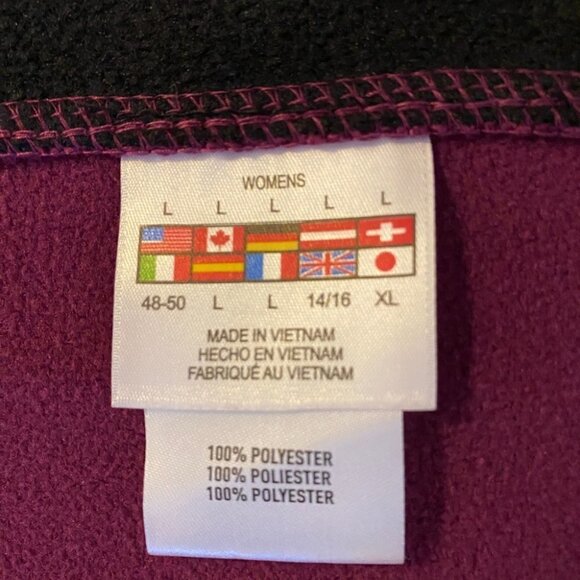 WOMENS
L L L L L
48-50 L L 14/16 XL
MADE IN VIETNAM
HECHO EN VIETNAM
FABRIQUÉ AU VIETNAM
100% POLYESTER
100% POLIESTER
100% POLYESTER